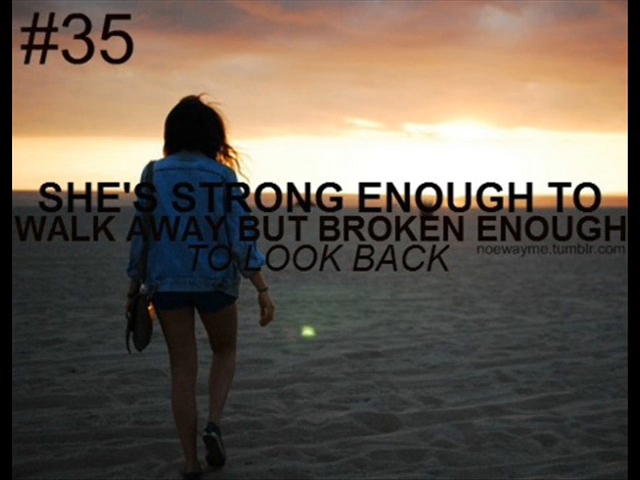 #35
SHE'S STRONG ENOUGH TO
WALK AWAY BUT BROKEN ENOUGH
noewayme.tumblr.com
TO LOOK BACK